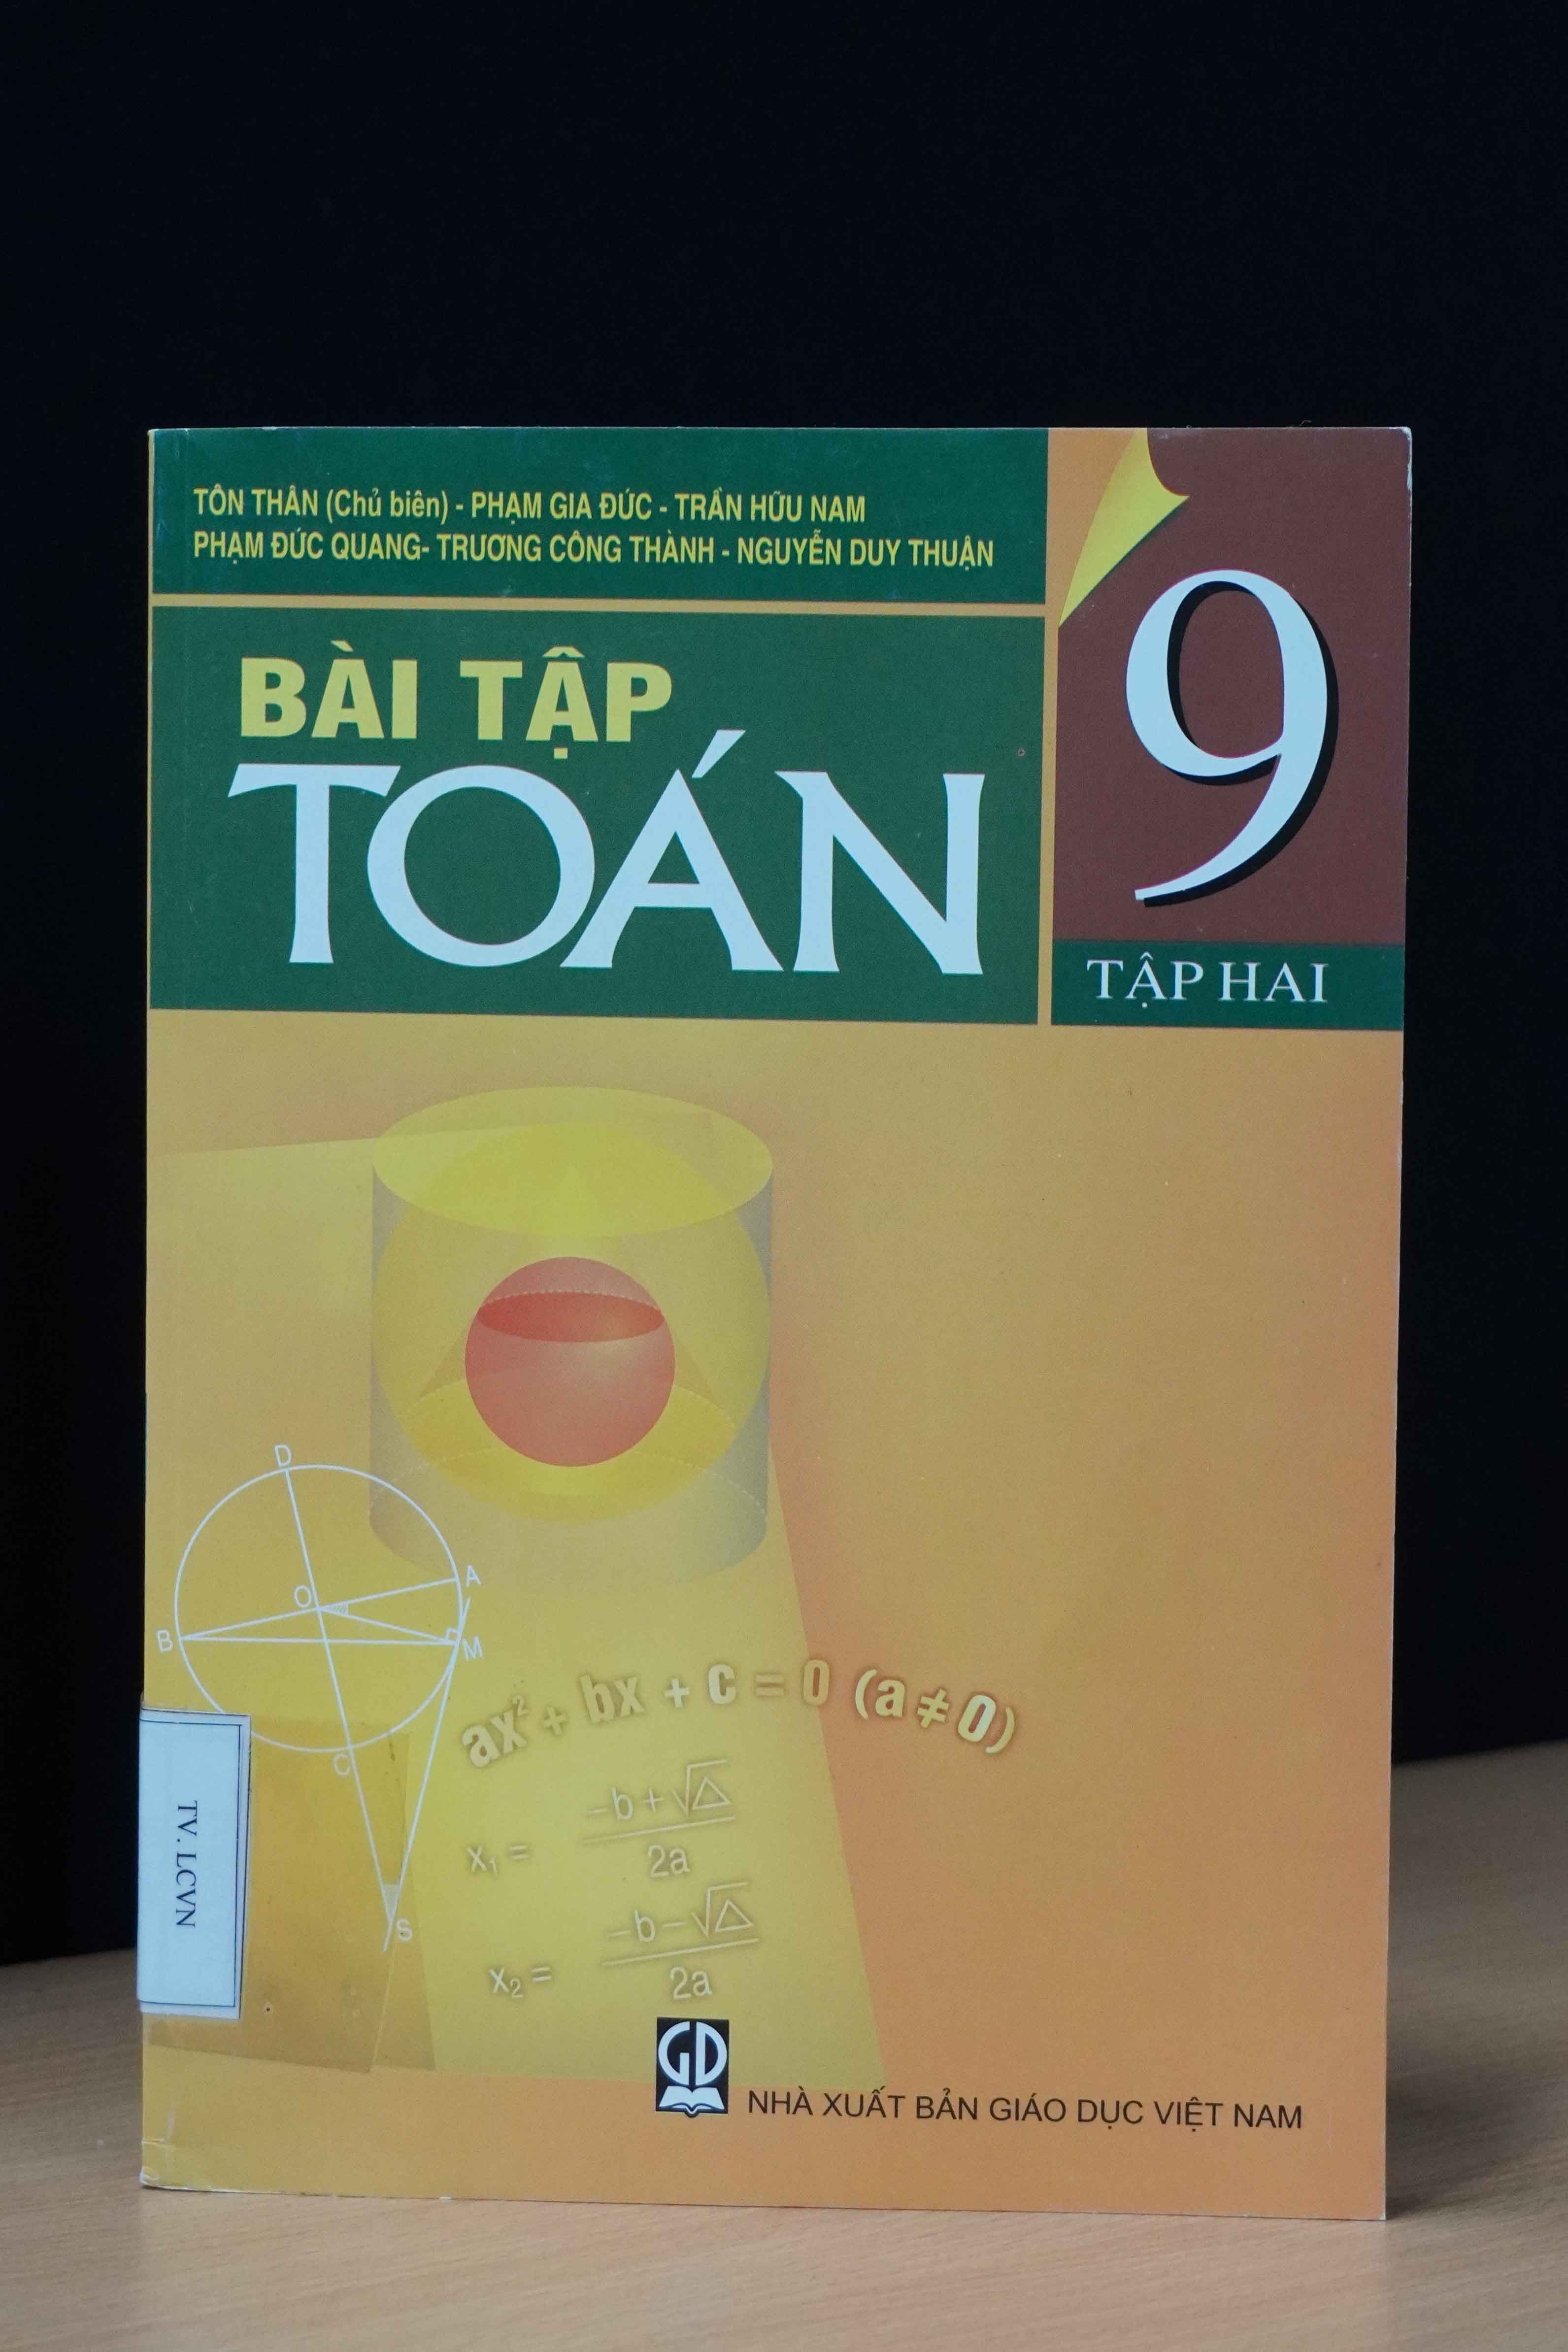 TÔN THÂN (Chủ biên) - PHẠM GIA ĐỨC - TRẦN HỮU NAM
PHẠM ĐỨC QUANG- TRƯƠNG CÔNG THÀNH - NGUYỄN DUY THUẬN
BÀI TẬP
TOÁN
9
TẬP HAI
D
O
A
B
M
C
S
ax² + bx + c = 0 (a ≠ 0)
x₁ = (-b + √△) / 2a
x₂ = (-b - √△) / 2a
TV. LCVN
GD
NHÀ XUẤT BẢN GIÁO DỤC VIỆT NAM